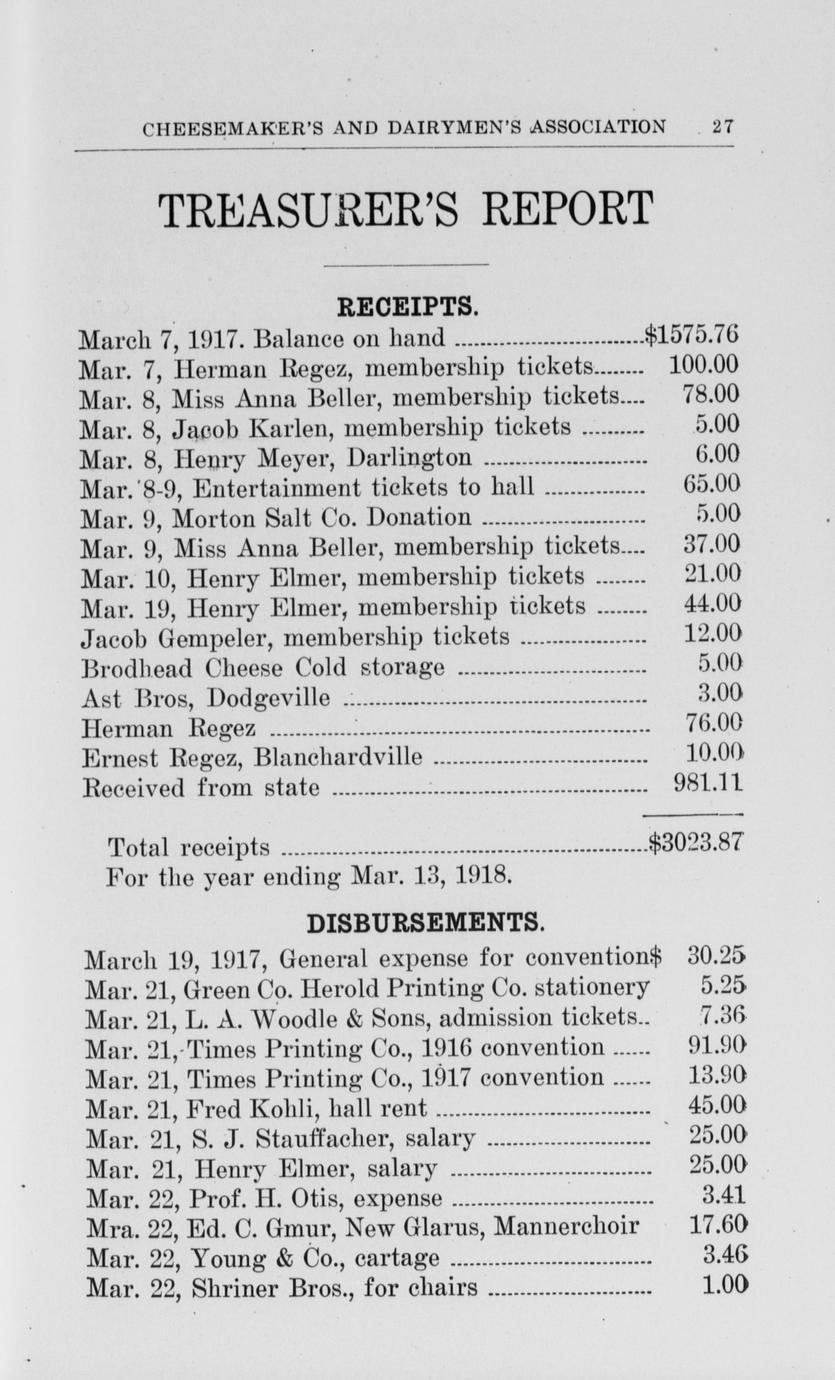 CHEESEMAKER'S AND DAIRYMEN'S ASSOCIATION 27
TREASURER'S REPORT
RECEIPTS.
March 7, 1917. Balance on hand ............................$1575.76
Mar. 7, Herman Regez, membership tickets........ 100.00
Mar. 8, Miss Anna Beller, membership tickets.... 78.00
Mar. 8, Jacob Karlen, membership tickets .......... 5.00
Mar. 8, Henry Meyer, Darlington .......................... 6.00
Mar. 8-9, Entertainment tickets to hall ................ 65.00
Mar. 9, Morton Salt Co. Donation .......................... 5.00
Mar. 9, Miss Anna Beller, membership tickets.... 37.00
Mar. 10, Henry Elmer, membership tickets ........ 21.00
Mar. 19, Henry Elmer, membership tickets ........ 44.00
Jacob Gempeler, membership tickets .................... 12.00
Brodhead Cheese Cold storage .............................. 5.00
Ast Bros, Dodgeville ................................................ 3.00
Herman Regez ............................................................ 76.00
Ernest Regez, Blanchardville .................................. 10.00
Received from state .................................................. 981.11
Total receipts ..........................................................$3023.87
For the year ending Mar. 13, 1918.
DISBURSEMENTS.
March 19, 1917, General expense for convention$ 30.25
Mar. 21, Green Co. Herold Printing Co. stationery 5.25
Mar. 21, L. A. Woodle & Sons, admission tickets.. 7.36
Mar. 21, Times Printing Co., 1916 convention ...... 91.90
Mar. 21, Times Printing Co., 1917 convention ...... 13.90
Mar. 21, Fred Kohli, hall rent .................................. 45.00
Mar. 21, S. J. Stauffacher, salary .......................... 25.00
Mar. 21, Henry Elmer, salary ................................ 25.00
Mar. 22, Prof. H. Otis, expense ................................ 3.41
Mra. 22, Ed. C. Gmur, New Glarus, Mannerchoir 17.60
Mar. 22, Young & Co., cartage ................................ 3.46
Mar. 22, Shriner Bros., for chairs .......................... 1.00